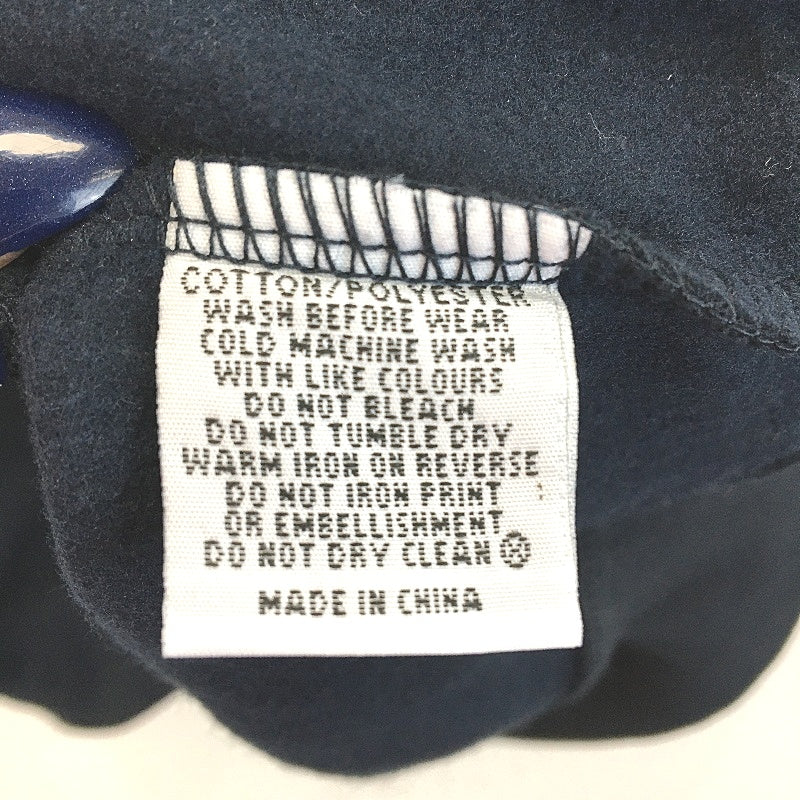 COTTON/POLYESTER
WASH BEFORE WEAR
COLD MACHINE WASH
WITH LIKE COLOURS
DO NOT BLEACH
DO NOT TUMBLE DRY
WARM IRON ON REVERSE
DO NOT IRON PRINT
OR EMBELLISHMENT
DO NOT DRY CLEAN
MADE IN CHINA